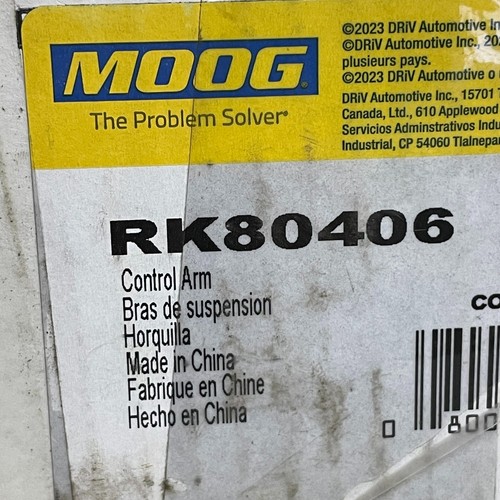 MOOG
The Problem Solver®
©2023 DRiV Automotive
©DRiV Automotive Inc.,
plusieurs pays.
©2023 DRiV Automotive o
DRiV Automotive Inc., 15701
Canada, Ltd., 610 Applewood
Servicios Adminstrativos
Industrial, CP 54060
RK80406
Control Arm
Bras de suspension
Horquilla
Made in China
Fabrique en Chine
Hecho en China
CO
0 800